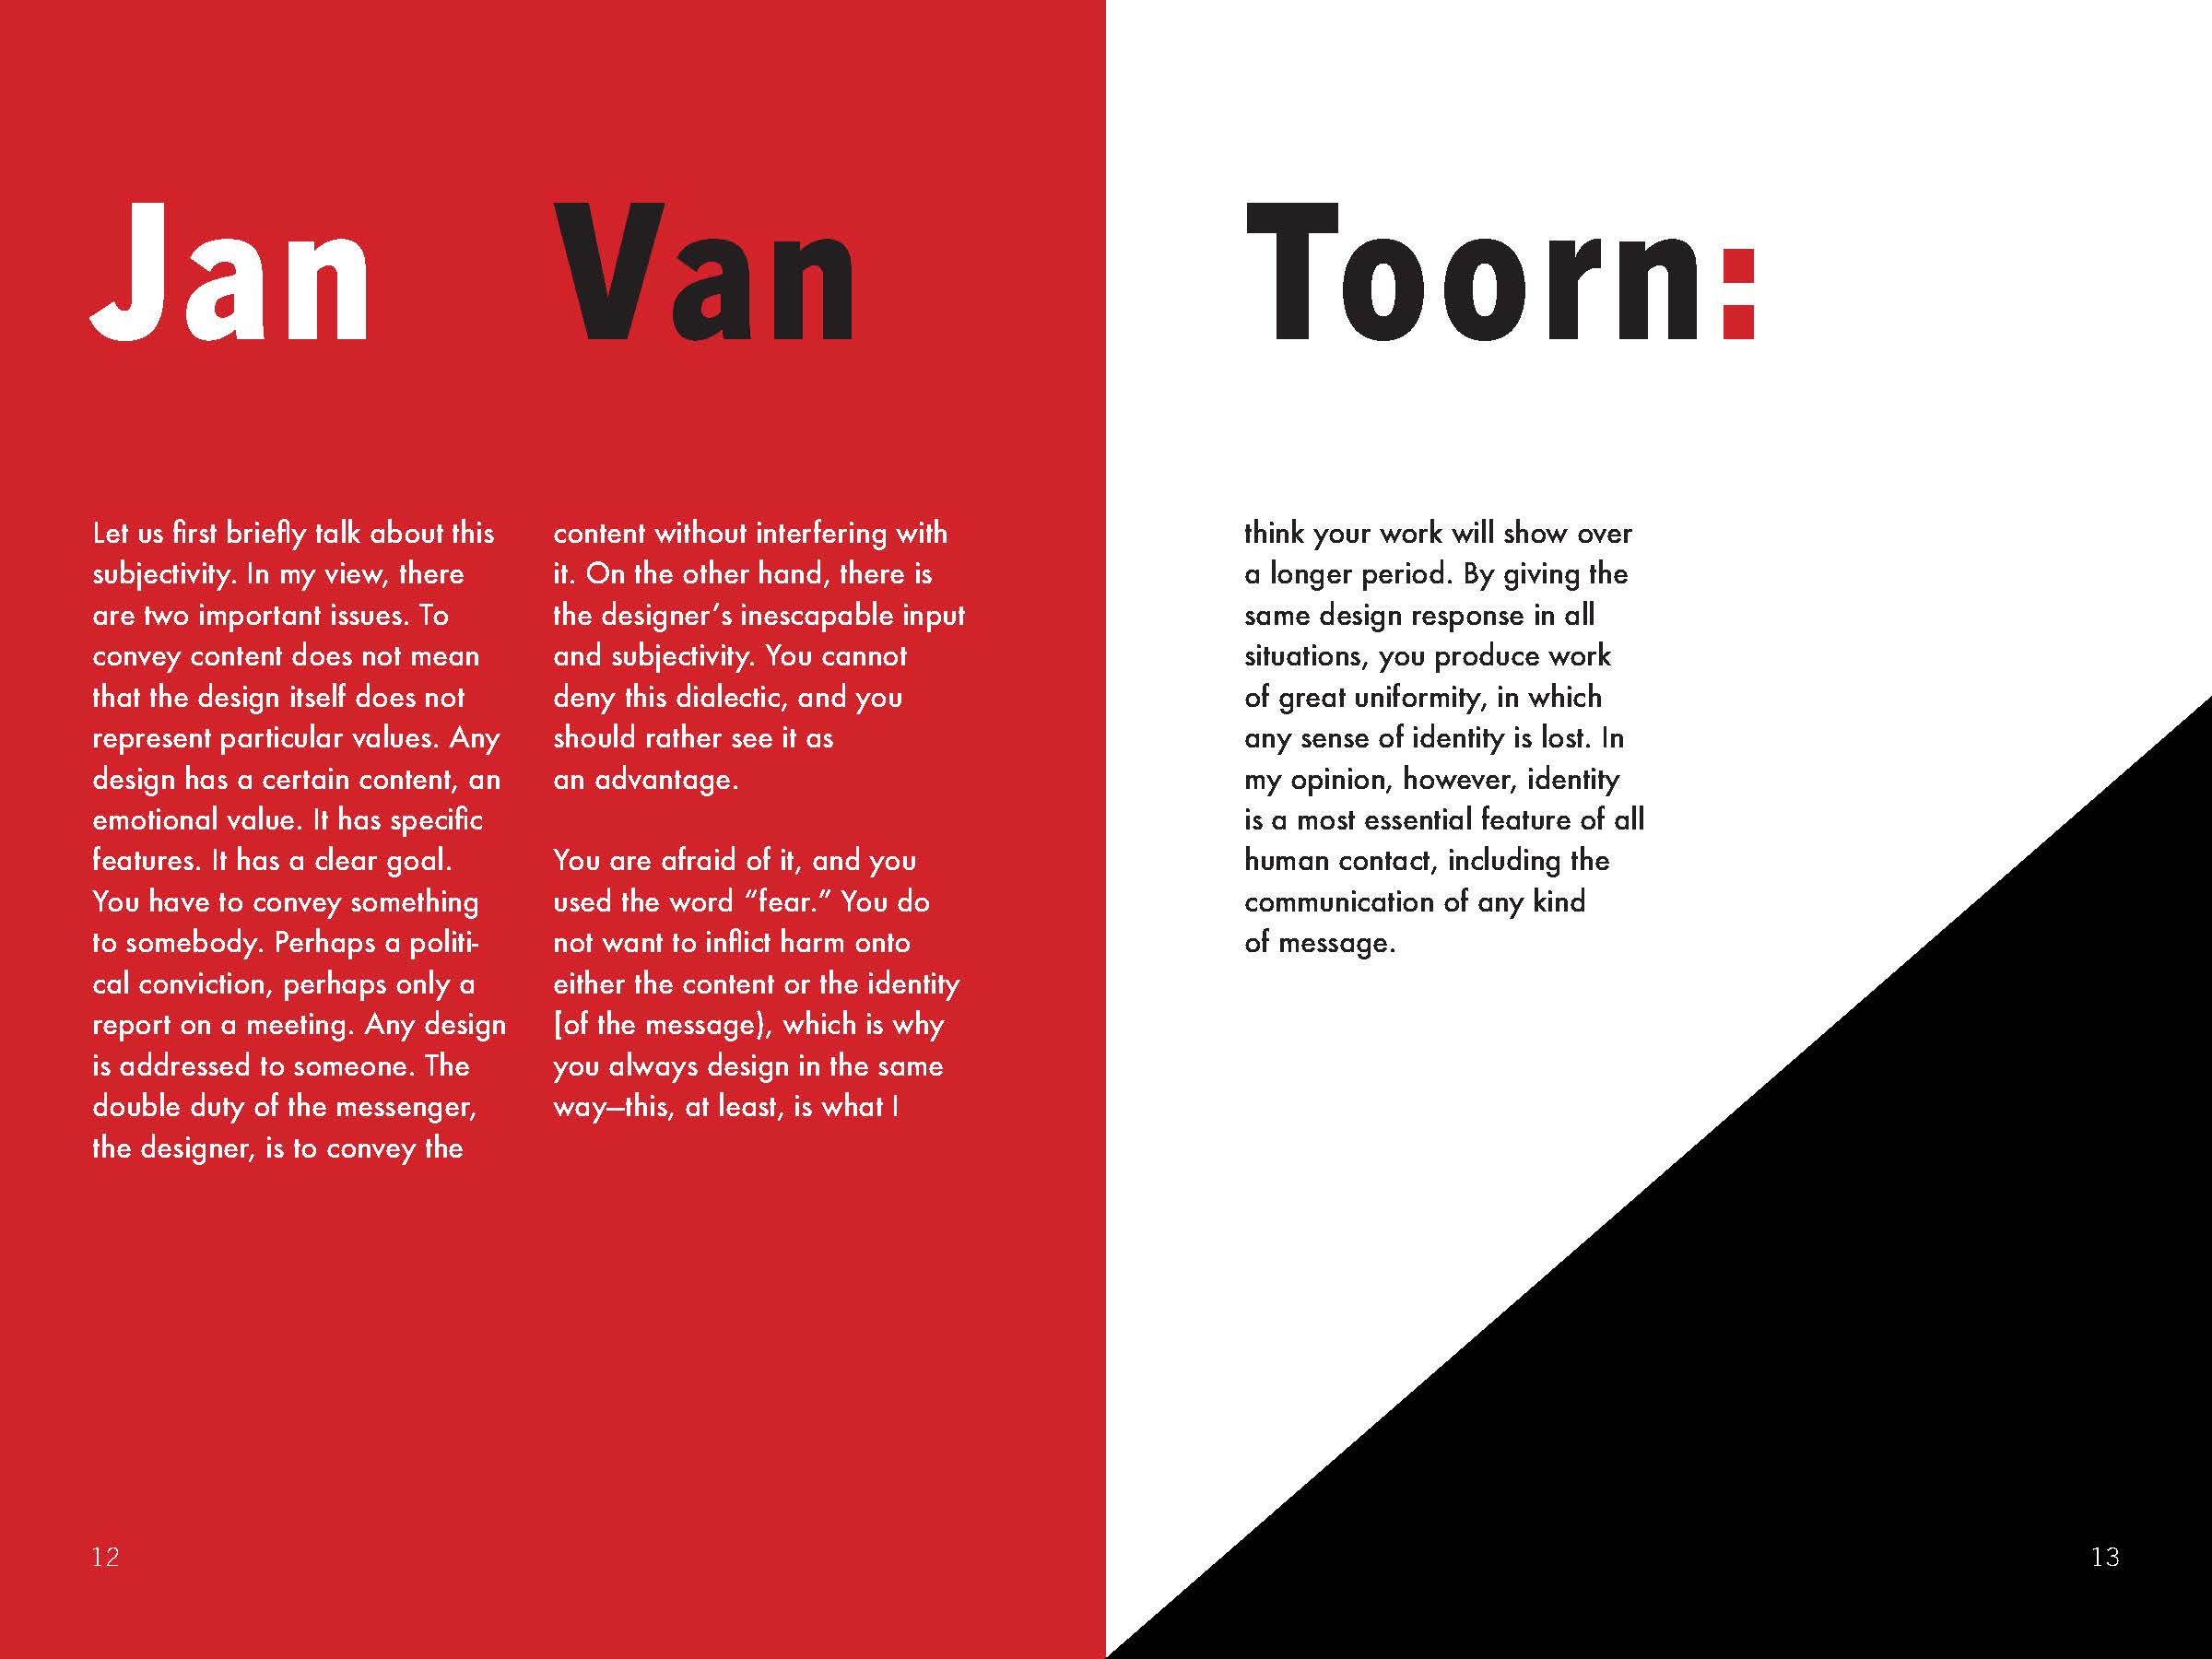 Jan Van Toorn:
Let us first briefly talk about this
subjectivity. In my view, there
are two important issues. To
convey content does not mean
that the design itself does not
represent particular values. Any
design has a certain content, an
emotional value. It has specific
features. It has a clear goal.
You have to convey something
to somebody. Perhaps a politi-
cal conviction, perhaps only a
report on a meeting. Any design
is addressed to someone. The
double duty of the messenger,
the designer, is to convey the
content without interfering with
it. On the other hand, there is
the designer’s inescapable input
and subjectivity. You cannot
deny this dialectic, and you
should rather see it as
an advantage.
You are afraid of it, and you
used the word “fear.” You do
not want to inflict harm onto
either the content or the identity
[of the message), which is why
you always design in the same
way—this, at least, is what I
think your work will show over
a longer period. By giving the
same design response in all
situations, you produce work
of great uniformity, in which
any sense of identity is lost. In
my opinion, however, identity
is a most essential feature of all
human contact, including the
communication of any kind
of message.
12
13